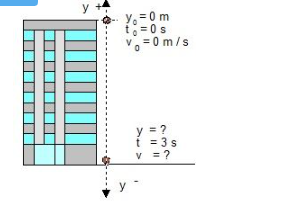 y +
y₀ = 0 m
t₀ = 0 s
v₀ = 0 m / s
y = ?
t = 3 s
v = ?
y -